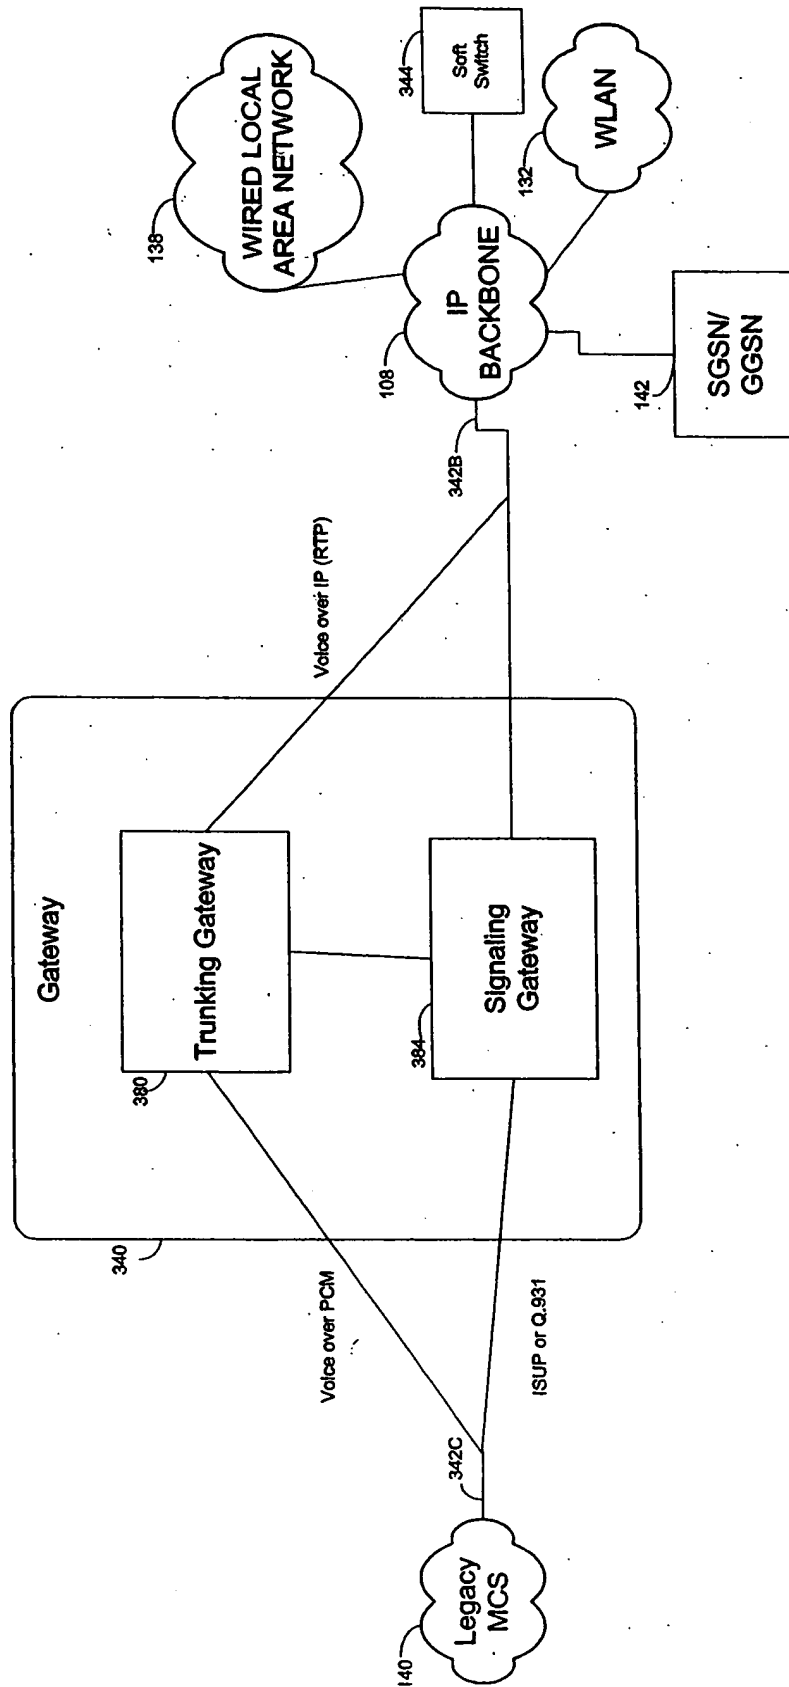 Gateway
340
380
Trunking Gateway
384
Signaling
Gateway
Voice over PCM
ISUP or Q.931
342C
140
Legacy
MCS
Voice over IP (RTP)
342B
108
IP
BACKBONE
138
WIRED LOCAL
AREA NETWORK
344
Soft
Switch
132
WLAN
142
SGSN/
GGSN